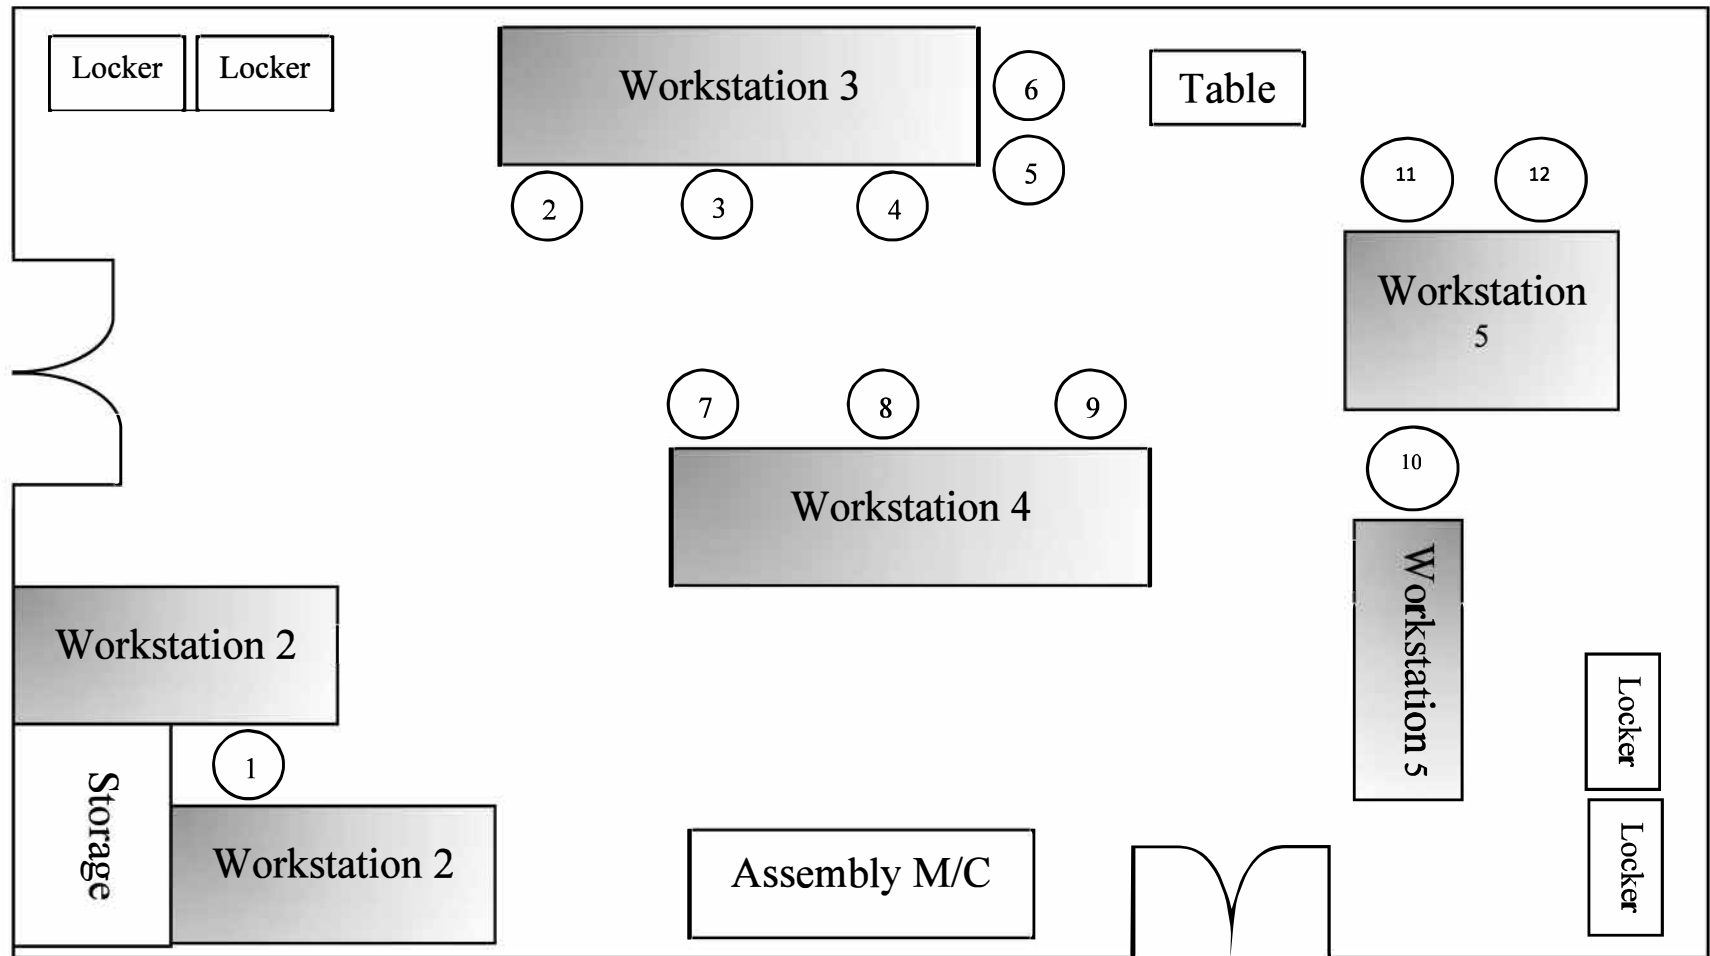 Locker
Locker
Workstation 3
6
Table
5
2
3
4
11
12
Workstation
5
7
8
9
10
Workstation 4
Workstation 5
Workstation 2
Locker
1
Storage
Workstation 2
Assembly M/C
Locker